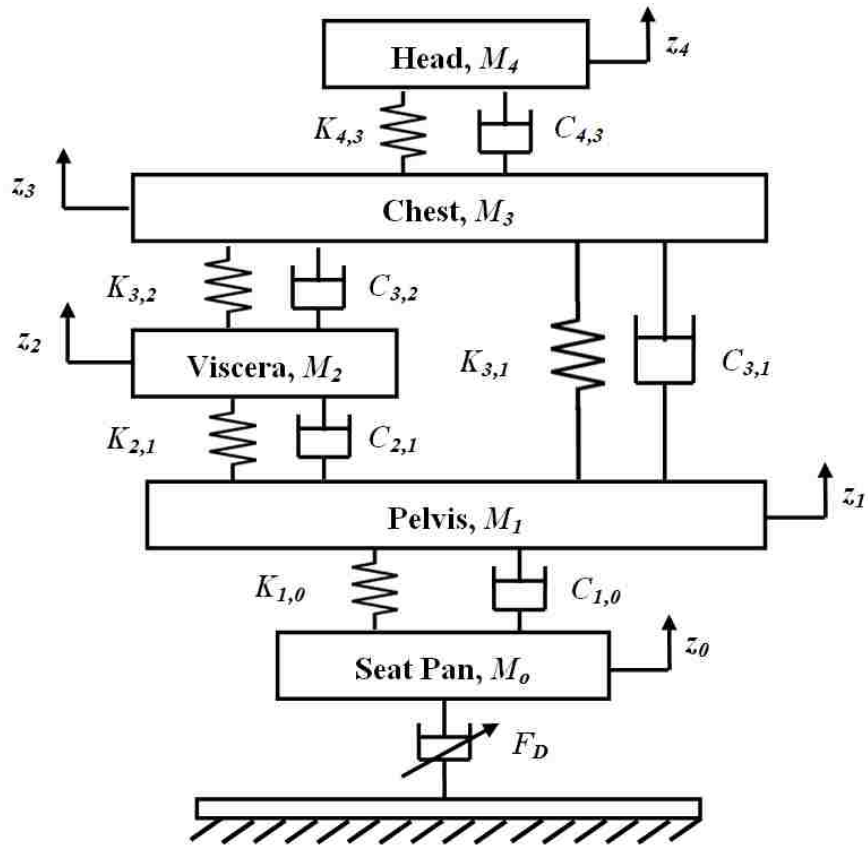 Head, M4
z4
K4,3
C4,3
z3
Chest, M3
K3,2
C3,2
z2
Viscera, M2
K3,1
C3,1
K2,1
C2,1
z1
Pelvis, M1
K1,0
C1,0
z0
Seat Pan, Mo
FD